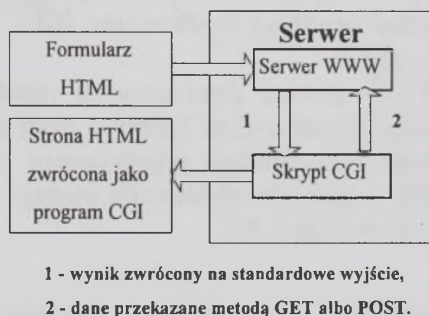 Formularz
HTML
Strona HTML
zwrócona jako
program CGI
Serwer
Serwer WWW
1
2
Skrypt CGI
1 - wynik zwrócony na standardowe wyjście,
2 - dane przekazane metodą GET albo POST.